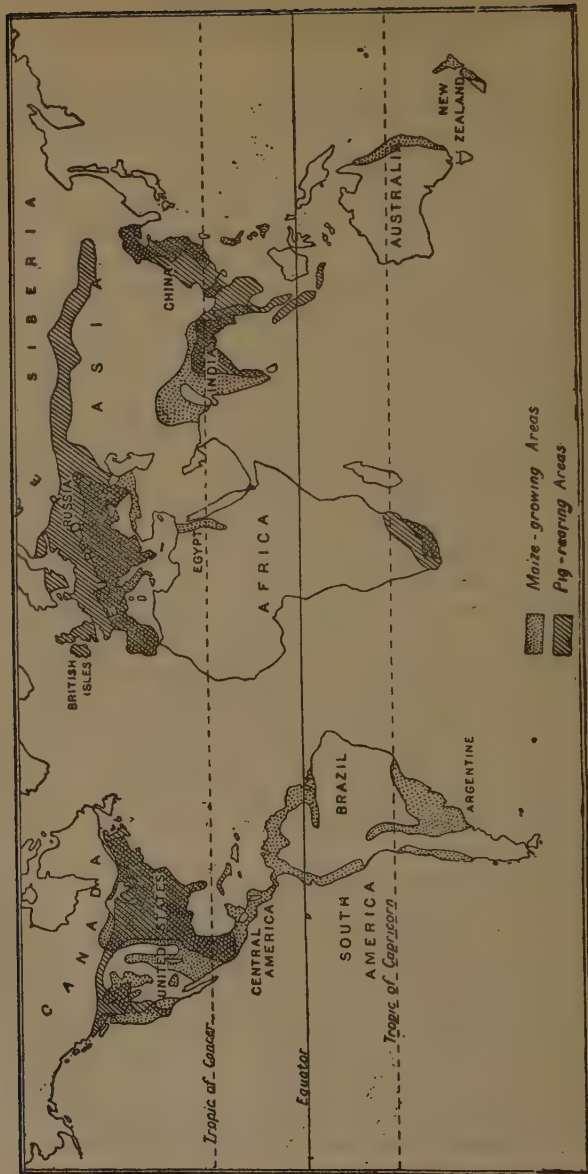 SIBERIA
CANADA
BRITISH
ISLES
RUSSIA
ASIA
UNITED STATES
CHINA
INDIA
EGYPT
Tropic of Cancer
CENTRAL
AMERICA
AFRICA
Equator
SOUTH
AMERICA
BRAZIL
AUSTRALIA
Tropic of Capricorn
ARGENTINE
NEW
ZEALAND
Maize-growing Areas
Pig-rearing Areas